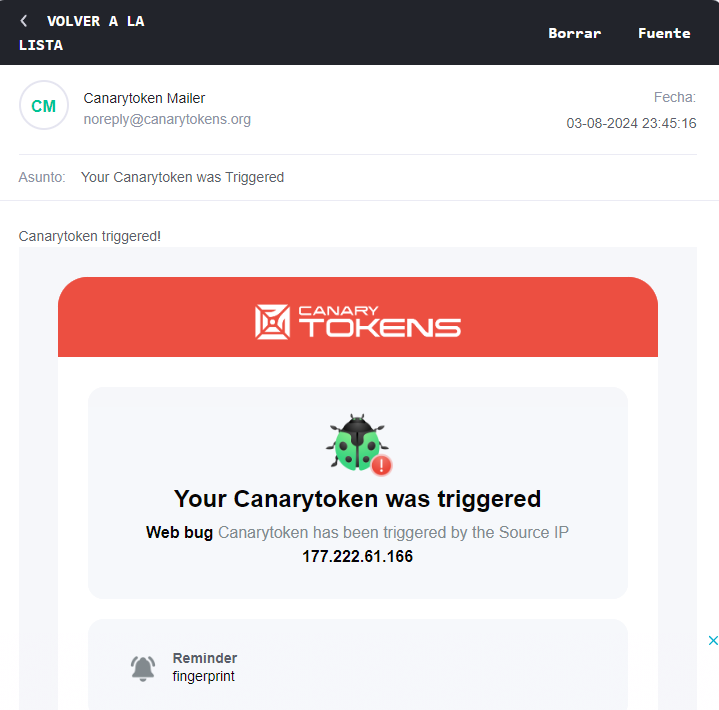 VOLVER A LA
LISTA
Borrar
Fuente
CM
Canarytoken Mailer
noreply@canarytokens.org
Fecha:
03-08-2024 23:45:16
Asunto: Your Canarytoken was Triggered
Canarytoken triggered!
CANARY
TOKENS
Your Canarytoken was triggered
Web bug Canarytoken has been triggered by the Source IP
177.222.61.166
Reminder
fingerprint